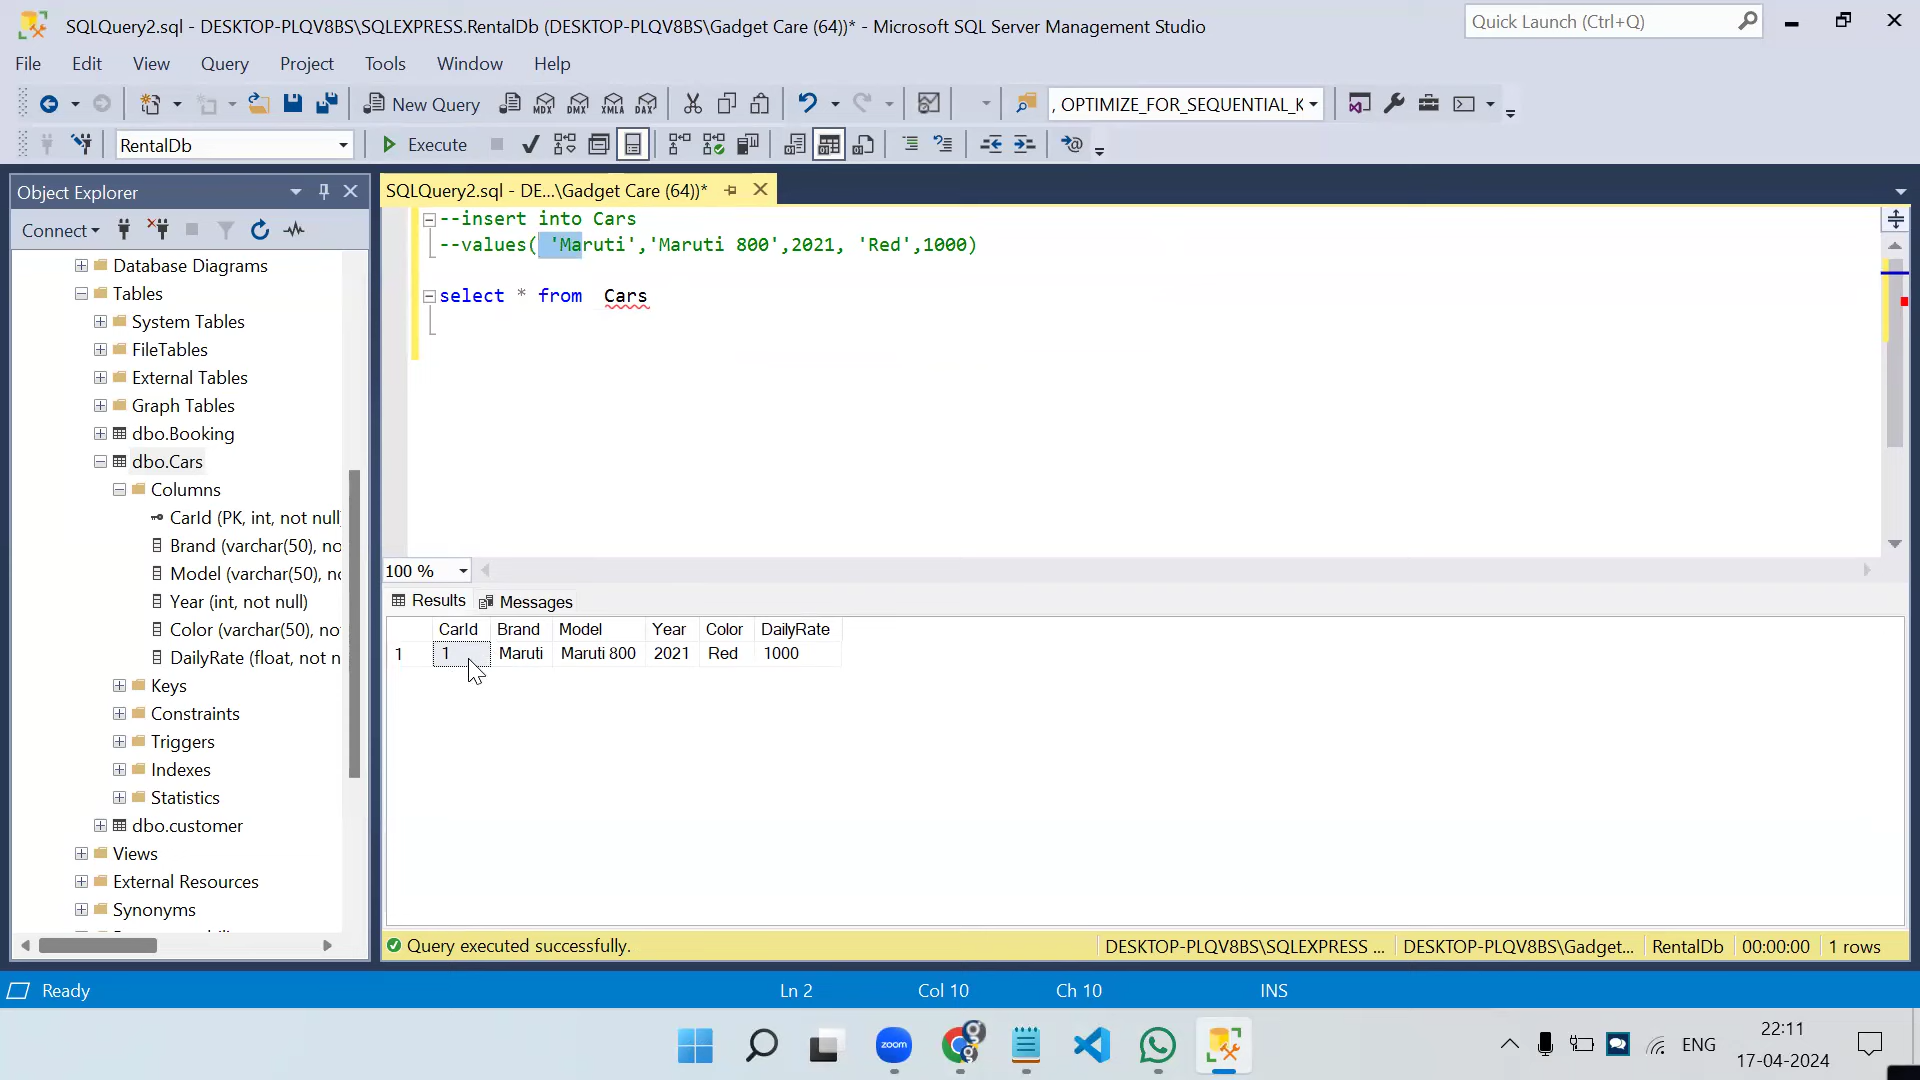 SQLQuery2.sql - DESKTOP-PLQV8BS\SQLEXPRESS.RentalDb (DESKTOP-PLQV8BS\Gadget Care (64))* - Microsoft SQL Server Management Studio
Quick Launch (Ctrl+Q)
File Edit View Query Project Tools Window Help
New Query
MDX DMX XMLA DAX
, OPTIMIZE_FOR_SEQUENTIAL_K
RentalDb
Execute
Object Explorer
SQLQuery2.sql - DE...\Gadget Care (64))*
Connect
Database Diagrams
Tables
System Tables
FileTables
External Tables
Graph Tables
dbo.Booking
dbo.Cars
Columns
CarId (PK, int, not null
Brand (varchar(50), no
Model (varchar(50), no
Year (int, not null)
Color (varchar(50), no
DailyRate (float, not n
Keys
Constraints
Triggers
Indexes
Statistics
dbo.customer
Views
External Resources
Synonyms
--insert into Cars
--values( 'Maruti','Maruti 800',2021, 'Red',1000)
select * from  Cars
100 %
Results Messages
CarId Brand Model Year Color DailyRate
1 1 Maruti Maruti 800 2021 Red 1000
Query executed successfully.
DESKTOP-PLQV8BS\SQLEXPRESS ... DESKTOP-PLQV8BS\Gadget... RentalDb 00:00:00 1 rows
Ready Ln 2 Col 10 Ch 10 INS
zoom
g
ENG
22:11
17-04-2024